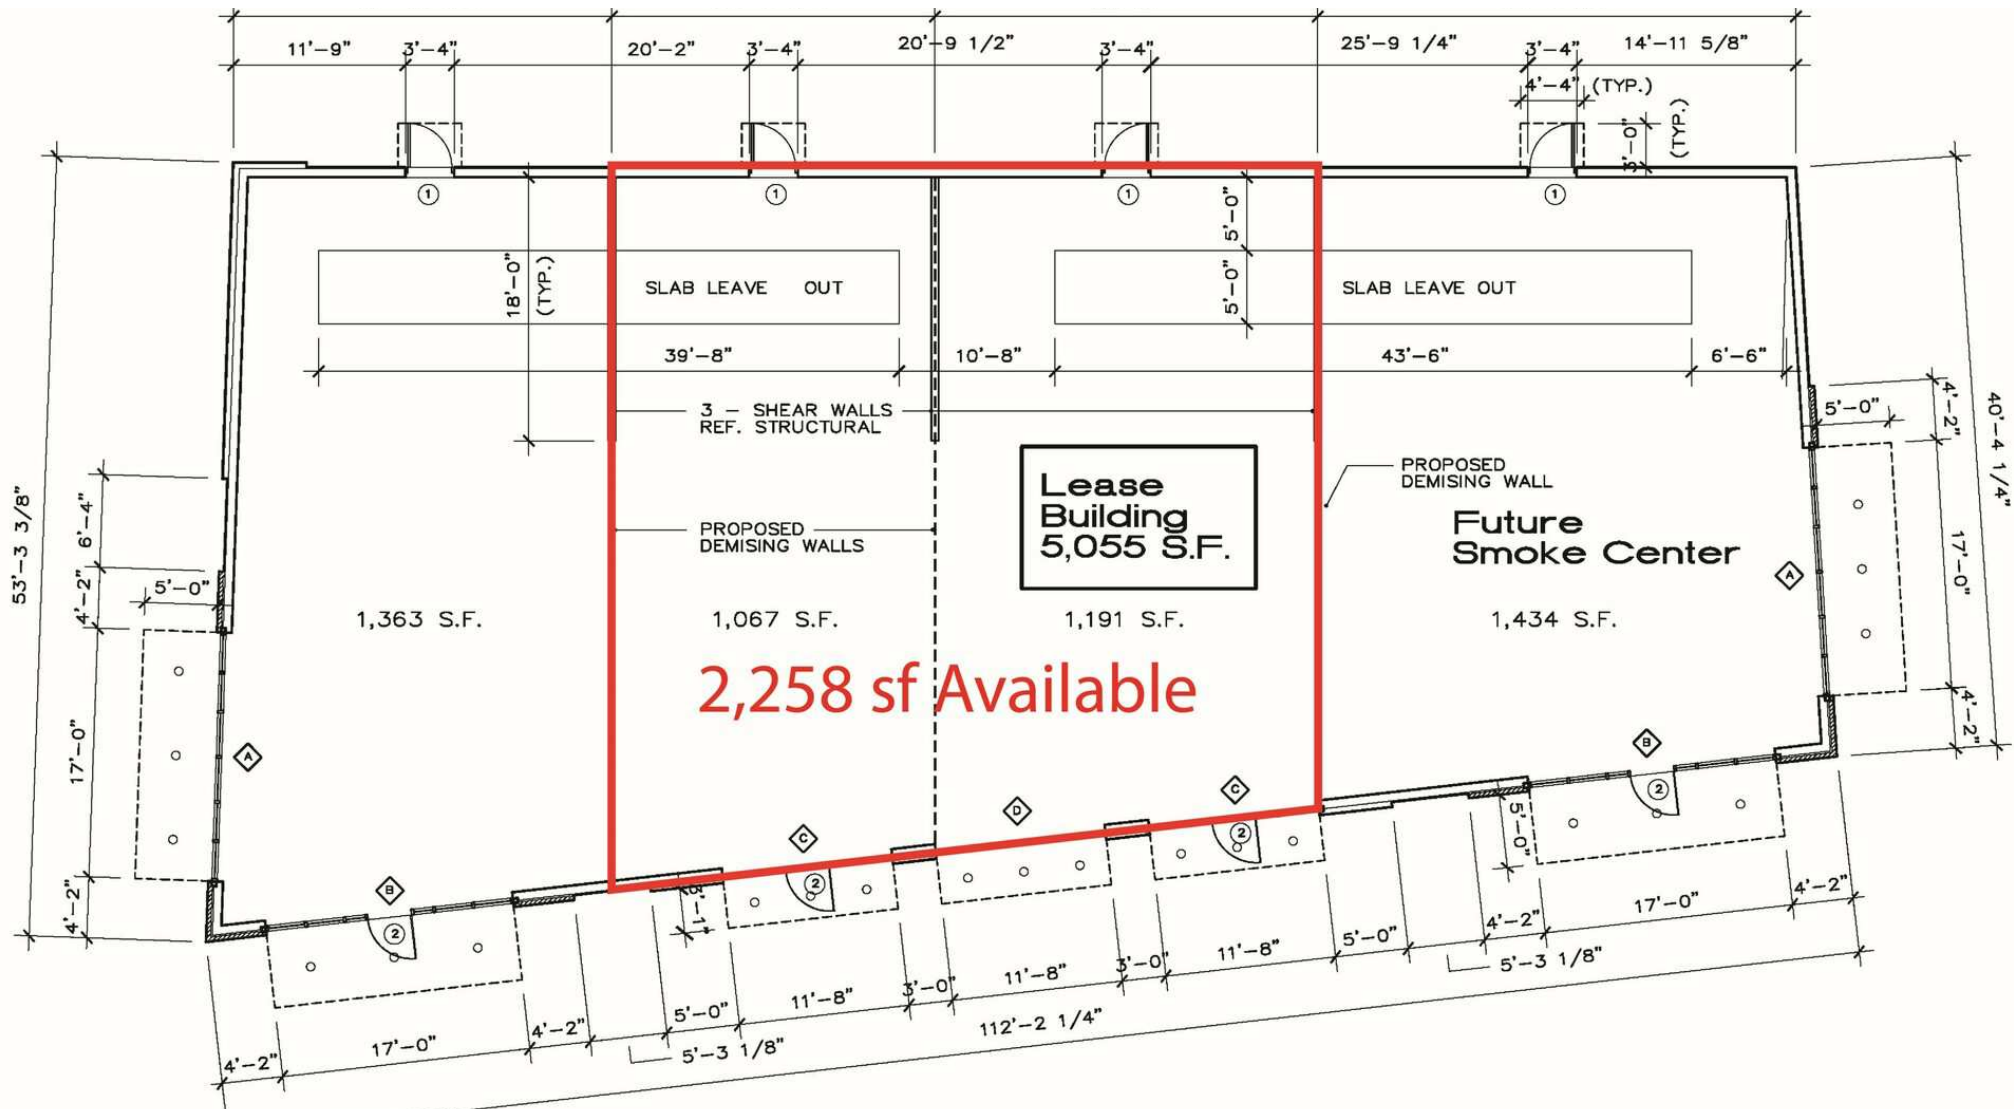 11'-9" 3'-4" 20'-2" 3'-4" 20'-9 1/2" 3'-4" 25'-9 1/4" 3'-4" 14'-11 5/8"
4'-4" (TYP.)
3'-0" (TYP.)
1 1 1 1
18'-0" (TYP.)
5'-0"
5'-0"
SLAB LEAVE OUT
SLAB LEAVE OUT
39'-8" 10'-8" 43'-6" 6'-6"
3 - SHEAR WALLS
REF. STRUCTURAL
PROPOSED
DEMISING WALLS
Lease
Building
5,055 S.F.
PROPOSED
DEMISING WALL
Future
Smoke Center
53'-3 3/8"
6'-4"
4'-2"
5'-0"
17'-0"
4'-2"
5'-0"
4'-2"
40'-4 1/4"
17'-0"
4'-2"
1,363 S.F. 1,067 S.F. 1,191 S.F. 1,434 S.F.
2,258 sf Available
A A
B C D C B
2 2 2 2
5'-0"
4'-2" 17'-0" 4'-2" 5'-0" 11'-8" 3'-0" 11'-8" 3'-0" 11'-8" 5'-0" 4'-2" 17'-0" 4'-2"
5'-3 1/8"
5'-3 1/8"
112'-2 1/4"